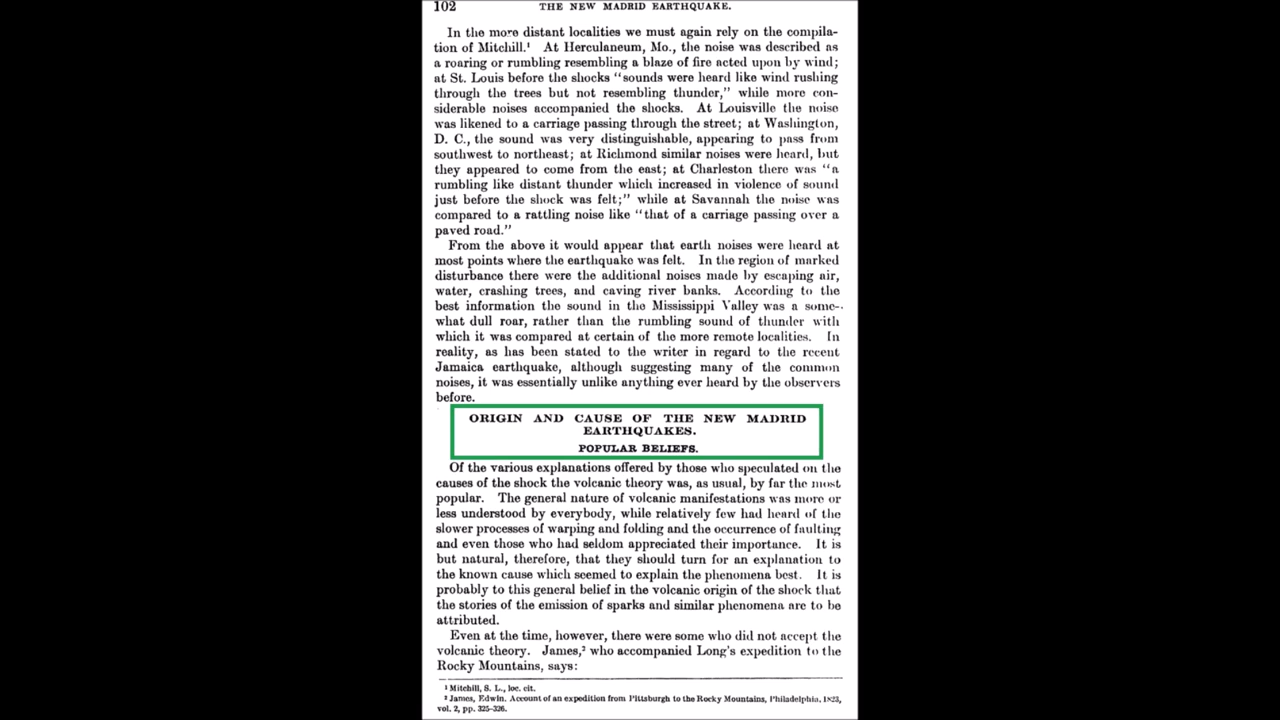 102
THE NEW MADRID EARTHQUAKE.
In the more distant localities we must again rely on the compila-
tion of Mitchill.¹ At Herculaneum, Mo., the noise was described as
a roaring or rumbling resembling a blaze of fire acted upon by wind;
at St. Louis before the shocks "sounds were heard like wind rushing
through the trees but not resembling thunder," while more con-
siderable noises accompanied the shocks. At Louisville the noise
was likened to a carriage passing through the street; at Washington,
D. C., the sound was very distinguishable, appearing to pass from
southwest to northeast; at Richmond similar noises were heard, but
they appeared to come from the east; at Charleston there was "a
rumbling like distant thunder which increased in violence of sound
just before the shock was felt;" while at Savannah the noise was
compared to a rattling noise like "that of a carriage passing over a
paved road."
From the above it would appear that earth noises were heard at
most points where the earthquake was felt. In the region of marked
disturbance there were the additional noises made by escaping air,
water, crashing trees, and caving river banks. According to the
best information the sound in the Mississippi Valley was a some-
what dull roar, rather than the rumbling sound of thunder with
which it was compared at certain of the more remote localities. In
reality, as has been stated to the writer in regard to the recent
Jamaica earthquake, although suggesting many of the common
noises, it was essentially unlike anything ever heard by the observers
before.
ORIGIN AND CAUSE OF THE NEW MADRID
EARTHQUAKES.
POPULAR BELIEFS.
Of the various explanations offered by those who speculated on the
causes of the shock the volcanic theory was, as usual, by far the most
popular. The general nature of volcanic manifestations was more or
less understood by everybody, while relatively few had heard of the
slower processes of warping and folding and the occurrence of faulting
and even those who had seldom appreciated their importance. It is
but natural, therefore, that they should turn for an explanation to
the known cause which seemed to explain the phenomena best. It is
probably to this general belief in the volcanic origin of the shock that
the stories of the emission of sparks and similar phenomena are to be
attributed.
Even at the time, however, there were some who did not accept the
volcanic theory. James,² who accompanied Long's expedition to the
Rocky Mountains, says:
¹ Mitchill, S. L., loc. cit.
² James, Edwin. Account of an expedition from Pittsburgh to the Rocky Mountains, Philadelphia, 1823,
vol. 2, pp. 325-326.